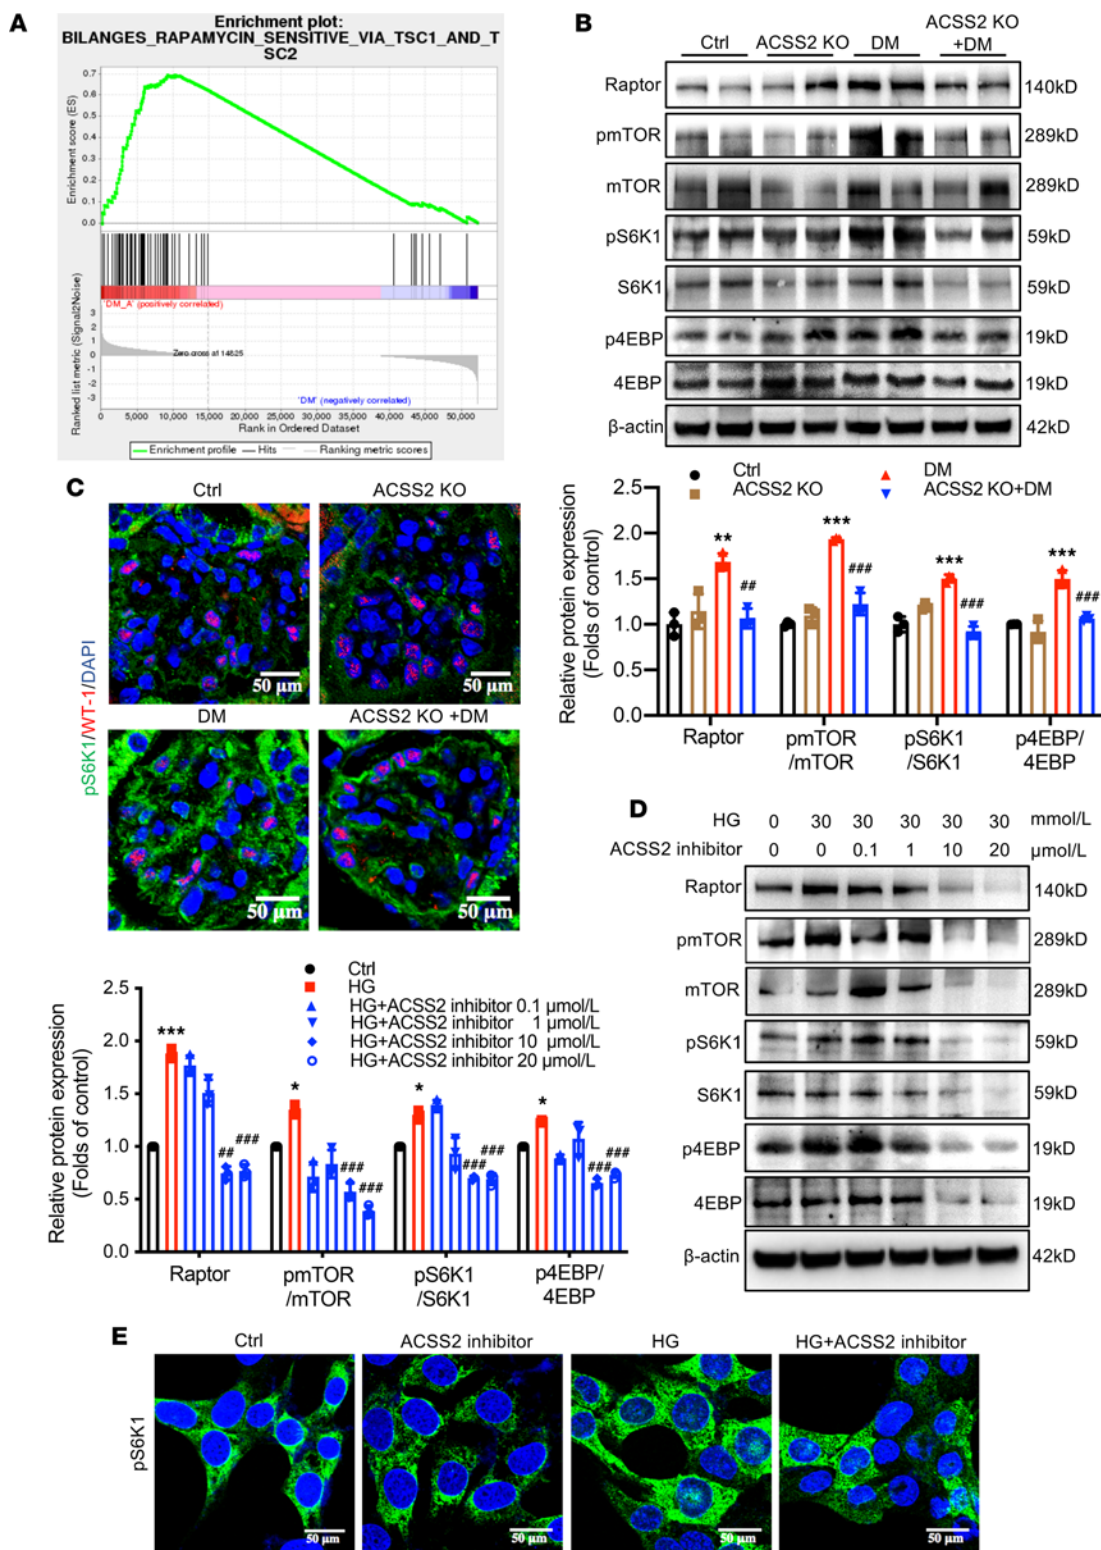 A
Enrichment plot:
BILANGES_RAPAMYCIN_SENSITIVE_VIA_TSC1_AND_T
SC2
Enrichment score (ES)
0.7
0.6
0.5
0.4
0.3
0.2
0.1
0.0
'DM_A' (positively correlated)
Ranked list metric (Signal2Noise)
3
2
1
0
-1
-2
-3
Zero cross at 14625
'DM' (negatively correlated)
0 5,000 10,000 15,000 20,000 25,000 30,000 35,000 40,000 45,000 50,000
Rank in Ordered Dataset
Enrichment profile Hits Ranking metric scores
B
Ctrl ACSS2 KO DM ACSS2 KO
+DM
Raptor 140kD
pmTOR 289kD
mTOR 289kD
pS6K1 59kD
S6K1 59kD
p4EBP 19kD
4EBP 19kD
β-actin 42kD
Ctrl DM
ACSS2 KO ACSS2 KO+DM
Relative protein expression
(Folds of control)
2.5
2.0
1.5
1.0
0.5
0.0
** ## *** ### *** ### *** ###
Raptor pmTOR
/mTOR pS6K1
/S6K1 p4EBP/
4EBP
C
Ctrl ACSS2 KO
50 µm 50 µm
DM ACSS2 KO +DM
50 µm 50 µm
pS6K1/WT-1/DAPI
D
HG 0 30 30 30 30 30 mmol/L
ACSS2 inhibitor 0 0 0.1 1 10 20 µmol/L
Raptor 140kD
pmTOR 289kD
mTOR 289kD
pS6K1 59kD
S6K1 59kD
p4EBP 19kD
4EBP 19kD
β-actin 42kD
Ctrl
HG
HG+ACSS2 inhibitor 0.1 µmol/L
HG+ACSS2 inhibitor 1 µmol/L
HG+ACSS2 inhibitor 10 µmol/L
HG+ACSS2 inhibitor 20 µmol/L
Relative protein expression
(Folds of control)
2.5
2.0
1.5
1.0
0.5
0.0
*** ## ### * ### ### * ### ### * ### ###
Raptor pmTOR
/mTOR pS6K1
/S6K1 p4EBP/
4EBP
E
Ctrl ACSS2 inhibitor HG HG+ACSS2 inhibitor
pS6K1
50 µm 50 µm 50 µm 50 µm